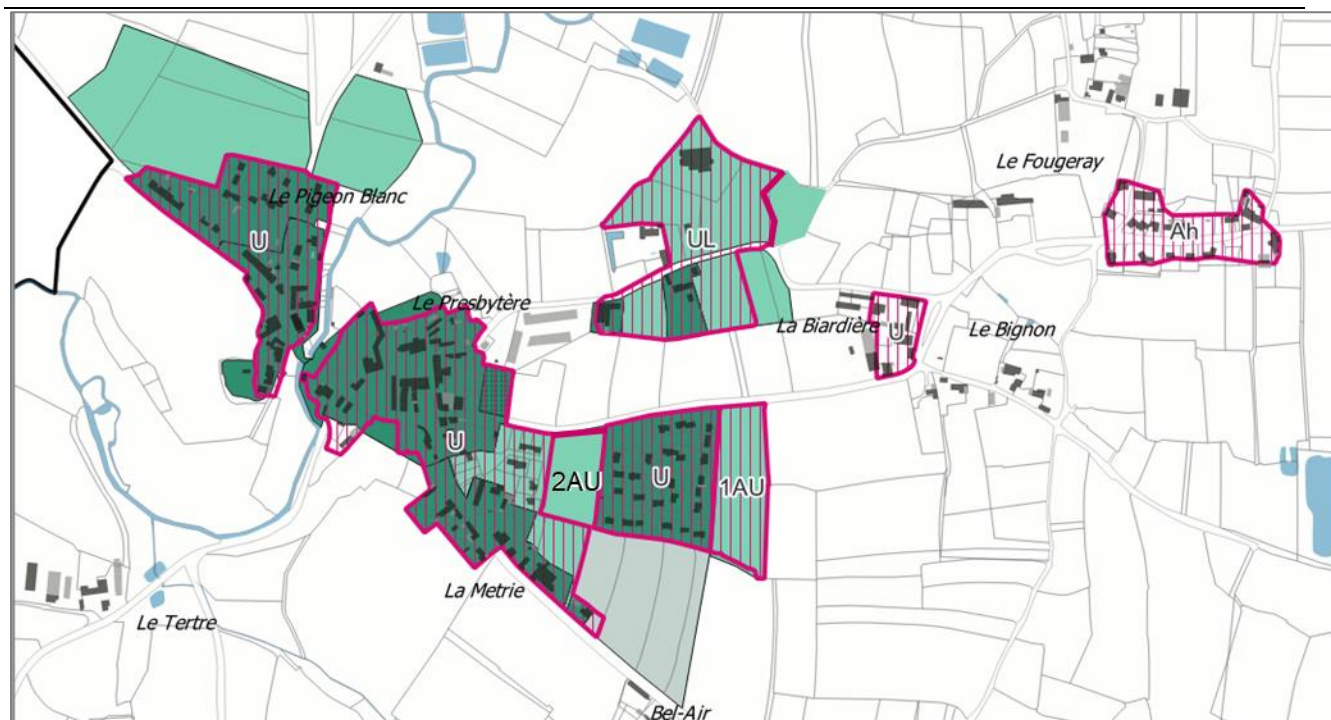 Le Fougeray
Le Pigeon Blanc
U
UL
Ah
Le Presbytère
La Biardière
U
Le Bignon
U
2AU
U
1AU
La Metrie
Le Tertre
Bel-Air